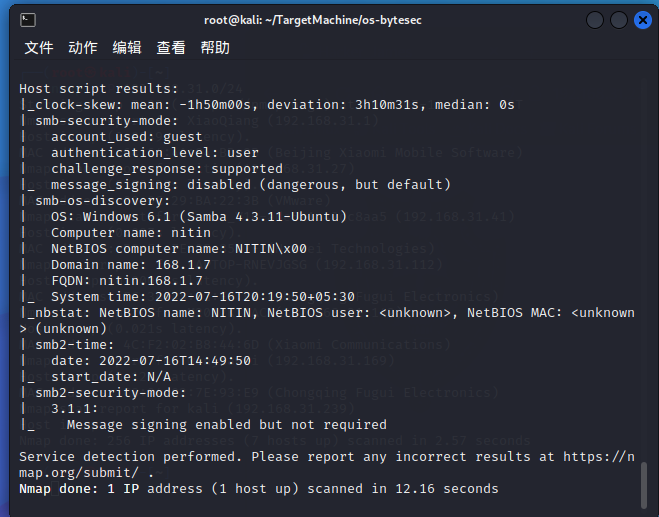 root@kali: ~/TargetMachine/os-bytesec
文件 动作 编辑 查看 帮助
Host script results:
|_clock-skew: mean: -1h50m00s, deviation: 3h10m31s, median: 0s
| smb-security-mode:
|   account_used: guest
|   authentication_level: user
|   challenge_response: supported
|_  message_signing: disabled (dangerous, but default)
| smb-os-discovery:
|   OS: Windows 6.1 (Samba 4.3.11-Ubuntu)
|   Computer name: nitin
|   NetBIOS computer name: NITIN\x00
|   Domain name: 168.1.7
|   FQDN: nitin.168.1.7
|_  System time: 2022-07-16T20:19:50+05:30
|_nbstat: NetBIOS name: NITIN, NetBIOS user: <unknown>, NetBIOS MAC: <unknown
> (unknown)
| smb2-time:
|   date: 2022-07-16T14:49:50
|_  start_date: N/A
| smb2-security-mode:
|   3.1.1:
|_    Message signing enabled but not required
Service detection performed. Please report any incorrect results at https://n
map.org/submit/ .
Nmap done: 1 IP address (1 host up) scanned in 12.16 seconds